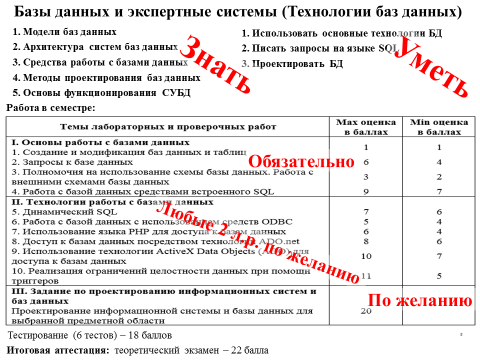 Базы данных и экспертные системы (Технологии баз данных)
1. Модели баз данных
2. Архитектура систем баз данных
3. Средства работы с базами данных
4. Методы проектирования баз данных
5. Основы функционирования СУБД
Знать
1. Использовать основные технологии БД
2. Писать запросы на языке SQL
3. Проектировать БД
Уметь
Работа в семестре:
Темы лабораторных и проверочных работ Max оценка в баллах Min оценка в баллах
I. Основы работы с базами данных
1. Создание и модификация баз данных и таблиц 1 1
2. Запросы к базе данных 6 4
3. Полномочия на использование схемы базы данных. Работа с
внешними схемами базы данных 3 2
4. Работа с базой данных средствами встроенного SQL 9 7
Обязательно
II. Технологии работы с базами данных
5. Динамический SQL 7 6
6. Работа с базой данных с использованием средств ODBC 5 4
7. Использование языка PHP для доступа к базам данных 6 4
8. Доступ к базам данных посредством технологии ADO.net 8 6
9. Использование технологии ActiveX Data Objects (ADO) для
доступа к базам данных 10 7
10. Реализация ограничений целостности данных при помощи
триггеров 11 5
Любые 2 л.р. по желанию
III. Задание по проектированию информационных систем и
баз данных
Проектирование информационной системы и базы данных для
выбранной предметной области 20
По желанию
Тестирование (6 тестов) – 18 баллов
Итоговая аттестация: теоретический экзамен – 22 балла